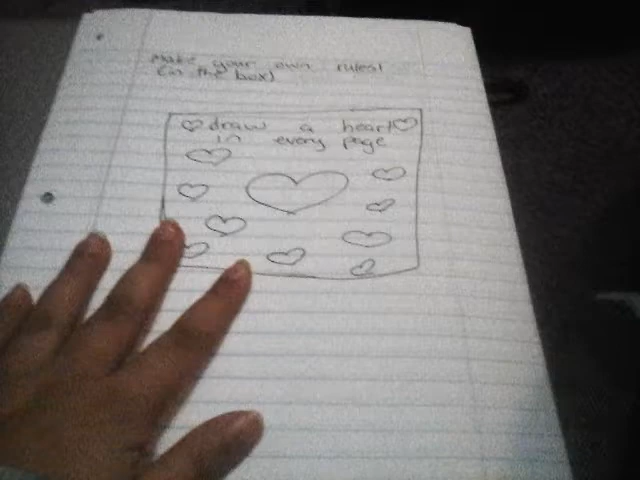 Make your own rules!
(in the box)
draw a heart
in every page